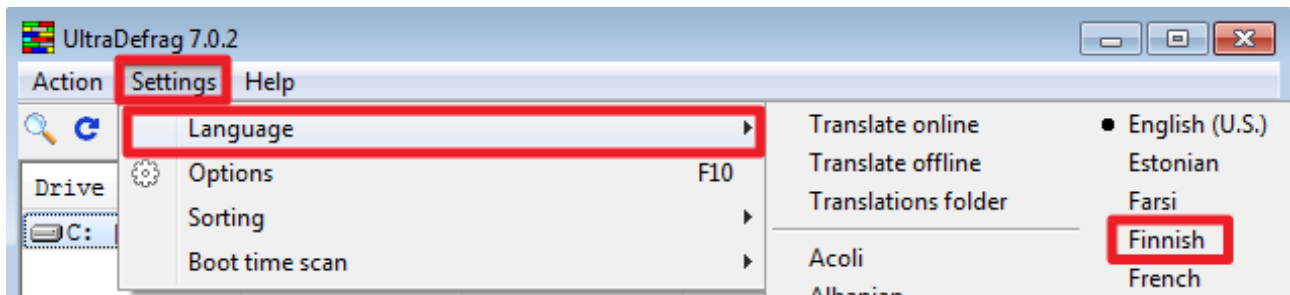 UltraDefrag 7.0.2
Action Settings Help
Language
Options F10
Sorting
Boot time scan
Drive
C:
Translate online
Translate offline
Translations folder
Acoli
Albanian
English (U.S.)
Estonian
Farsi
Finnish
French